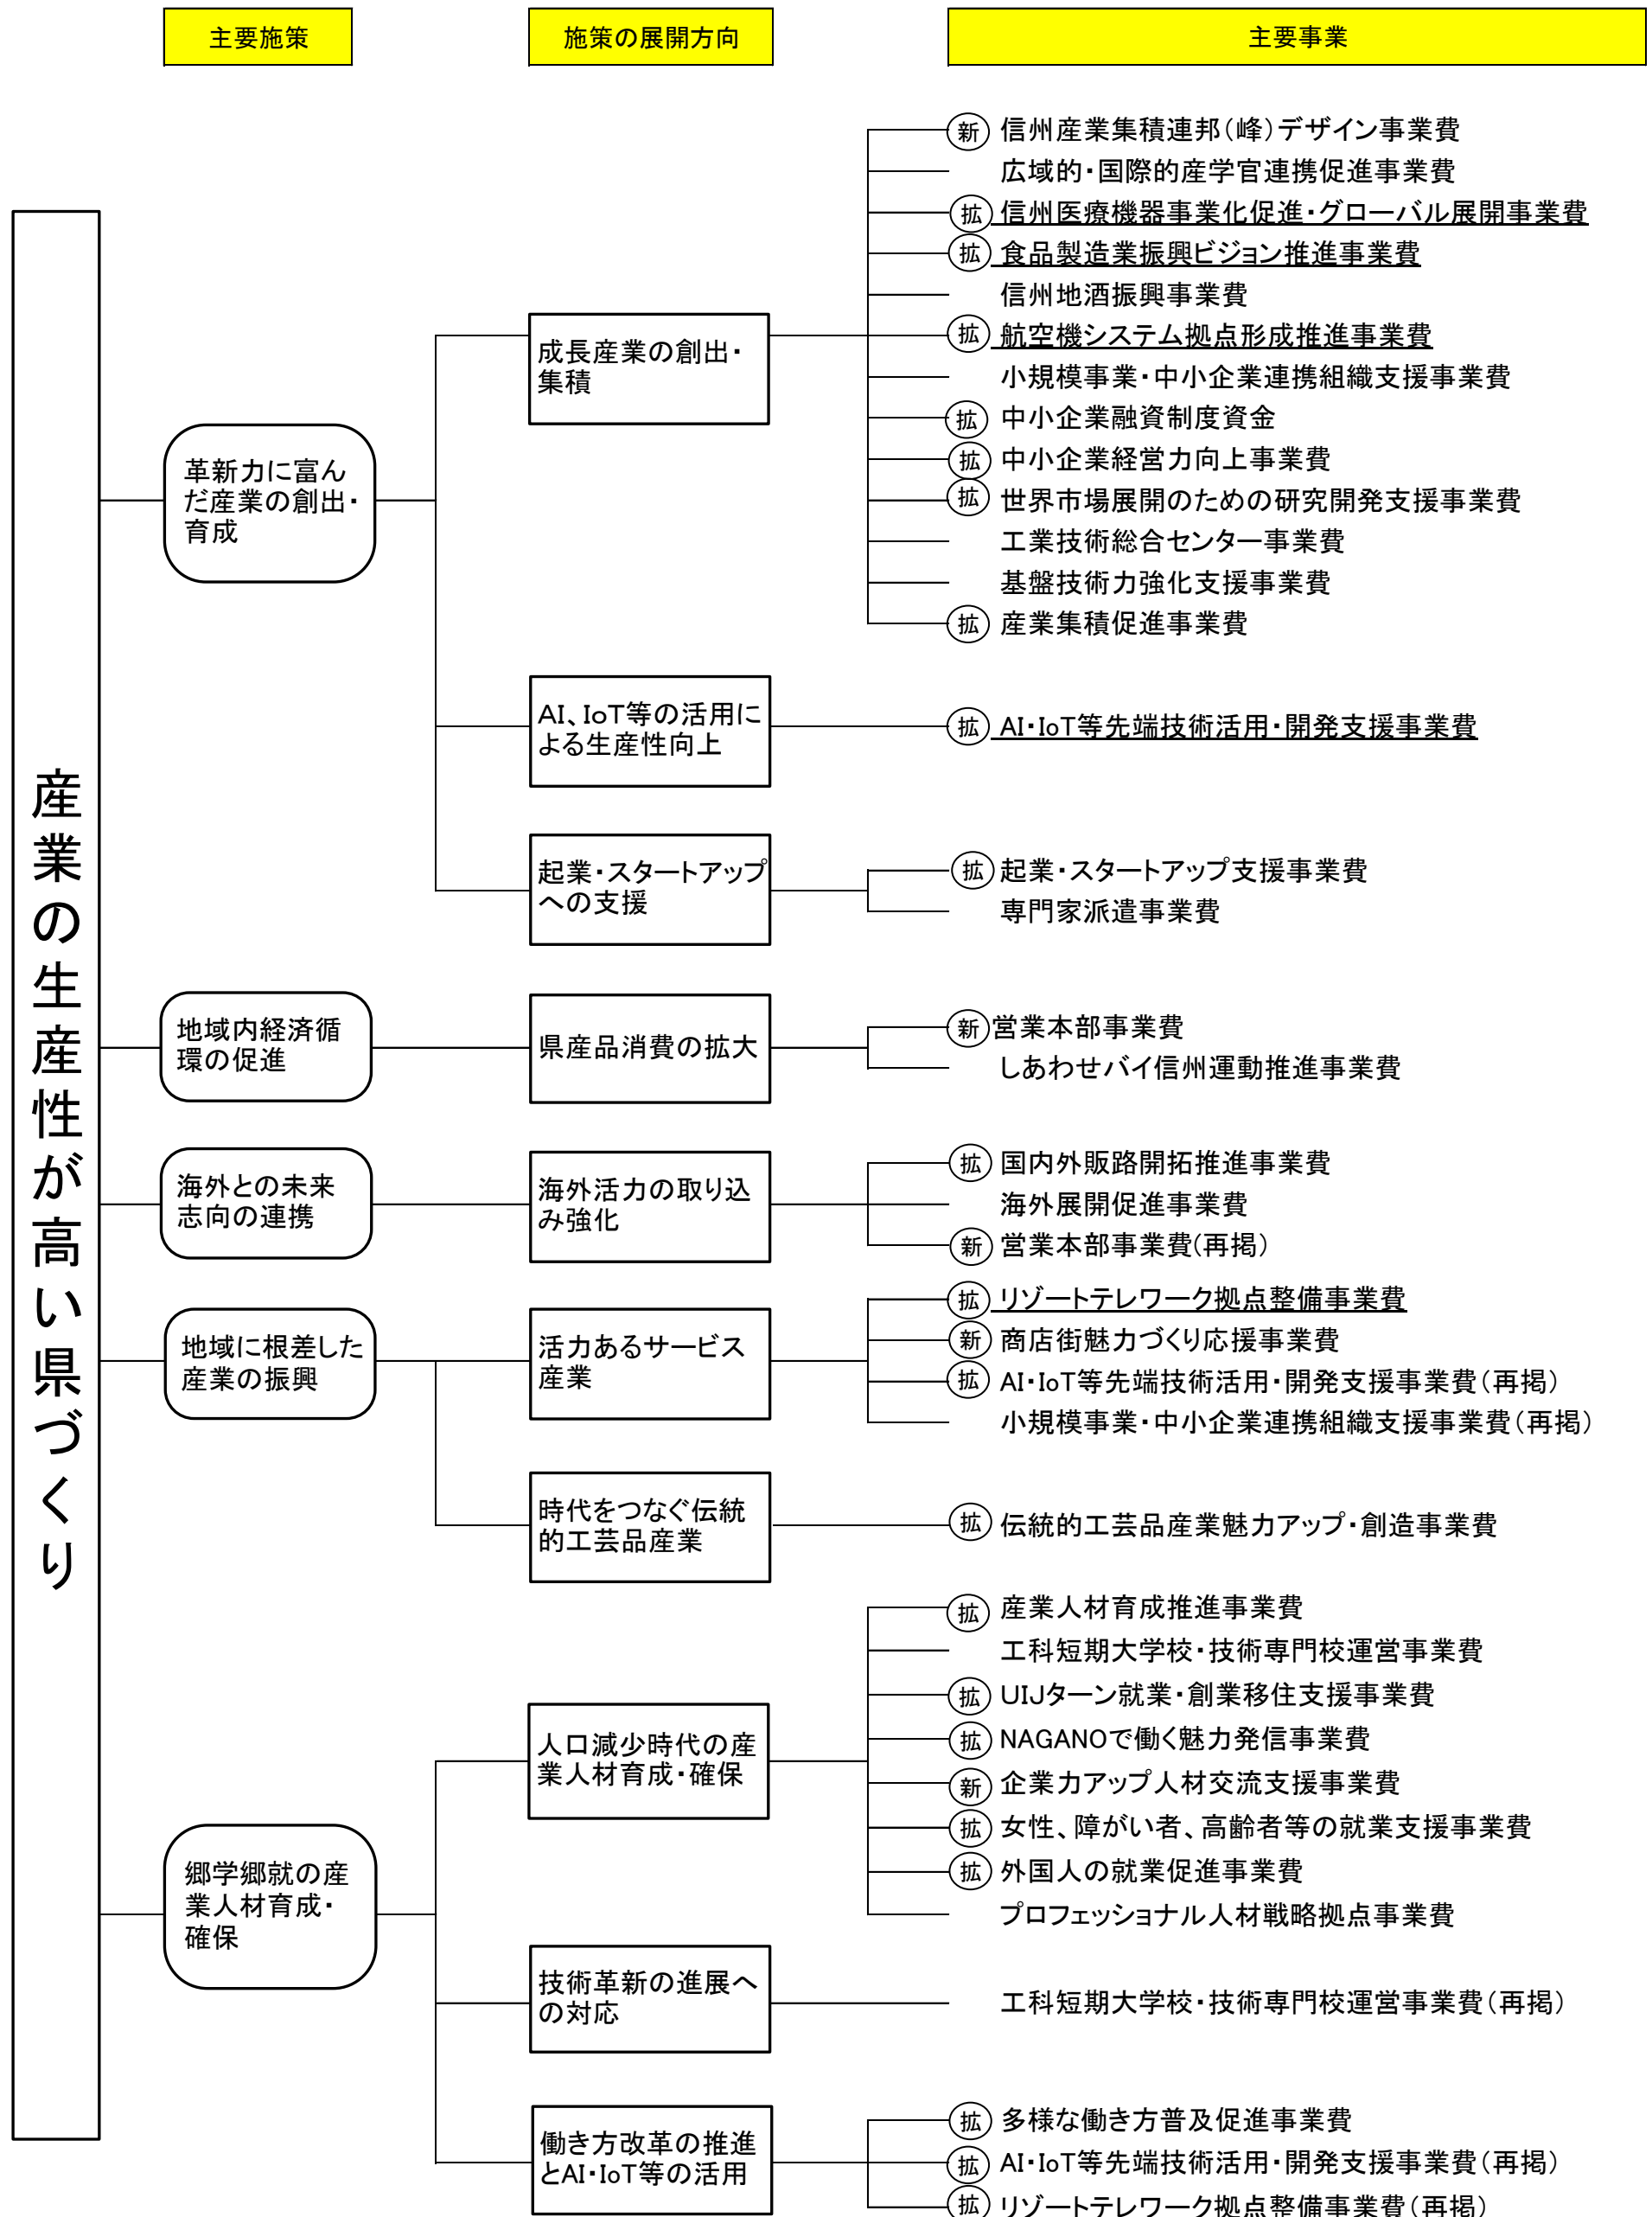 主要施策
施策の展開方向
主要事業
産業の生産性が高い県づくり
革新力に富ん
だ産業の創出・
育成
成長産業の創出・
集積
新 信州産業集積連邦(峰)デザイン事業費
広域的・国際的産学官連携促進事業費
拡 信州医療機器事業化促進・グローバル展開事業費
拡 食品製造業振興ビジョン推進事業費
信州地酒振興事業費
拡 航空機システム拠点形成推進事業費
小規模事業・中小企業連携組織支援事業費
拡 中小企業融資制度資金
拡 中小企業経営力向上事業費
拡 世界市場展開のための研究開発支援事業費
工業技術総合センター事業費
基盤技術力強化支援事業費
拡 産業集積促進事業費
AI、IoT等の活用に
よる生産性向上
拡 AI・IoT等先端技術活用・開発支援事業費
起業・スタートアップ
への支援
拡 起業・スタートアップ支援事業費
専門家派遣事業費
地域内経済循
環の促進
県産品消費の拡大
新 営業本部事業費
しあわせバイ信州運動推進事業費
海外との未来
志向の連携
海外活力の取り込
み強化
拡 国内外販路開拓推進事業費
海外展開促進事業費
新 営業本部事業費(再掲)
地域に根差した
産業の振興
活力あるサービス
産業
拡 リゾートテレワーク拠点整備事業費
新 商店街魅力づくり応援事業費
拡 AI・IoT等先端技術活用・開発支援事業費(再掲)
小規模事業・中小企業連携組織支援事業費(再掲)
時代をつなぐ伝統
的工芸品産業
拡 伝統的工芸品産業魅力アップ・創造事業費
郷学郷就の産
業人材育成・
確保
人口減少時代の産
業人材育成・確保
拡 産業人材育成推進事業費
工科短期大学校・技術専門校運営事業費
拡 UIJターン就業・創業移住支援事業費
拡 NAGANOで働く魅力発信事業費
新 企業力アップ人材交流支援事業費
拡 女性、障がい者、高齢者等の就業支援事業費
拡 外国人の就業促進事業費
プロフェッショナル人材戦略拠点事業費
技術革新の進展へ
の対応
工科短期大学校・技術専門校運営事業費(再掲)
働き方改革の推進
とAI・IoT等の活用
拡 多様な働き方普及促進事業費
拡 AI・IoT等先端技術活用・開発支援事業費(再掲)
拡 リゾートテレワーク拠点整備事業費(再掲)